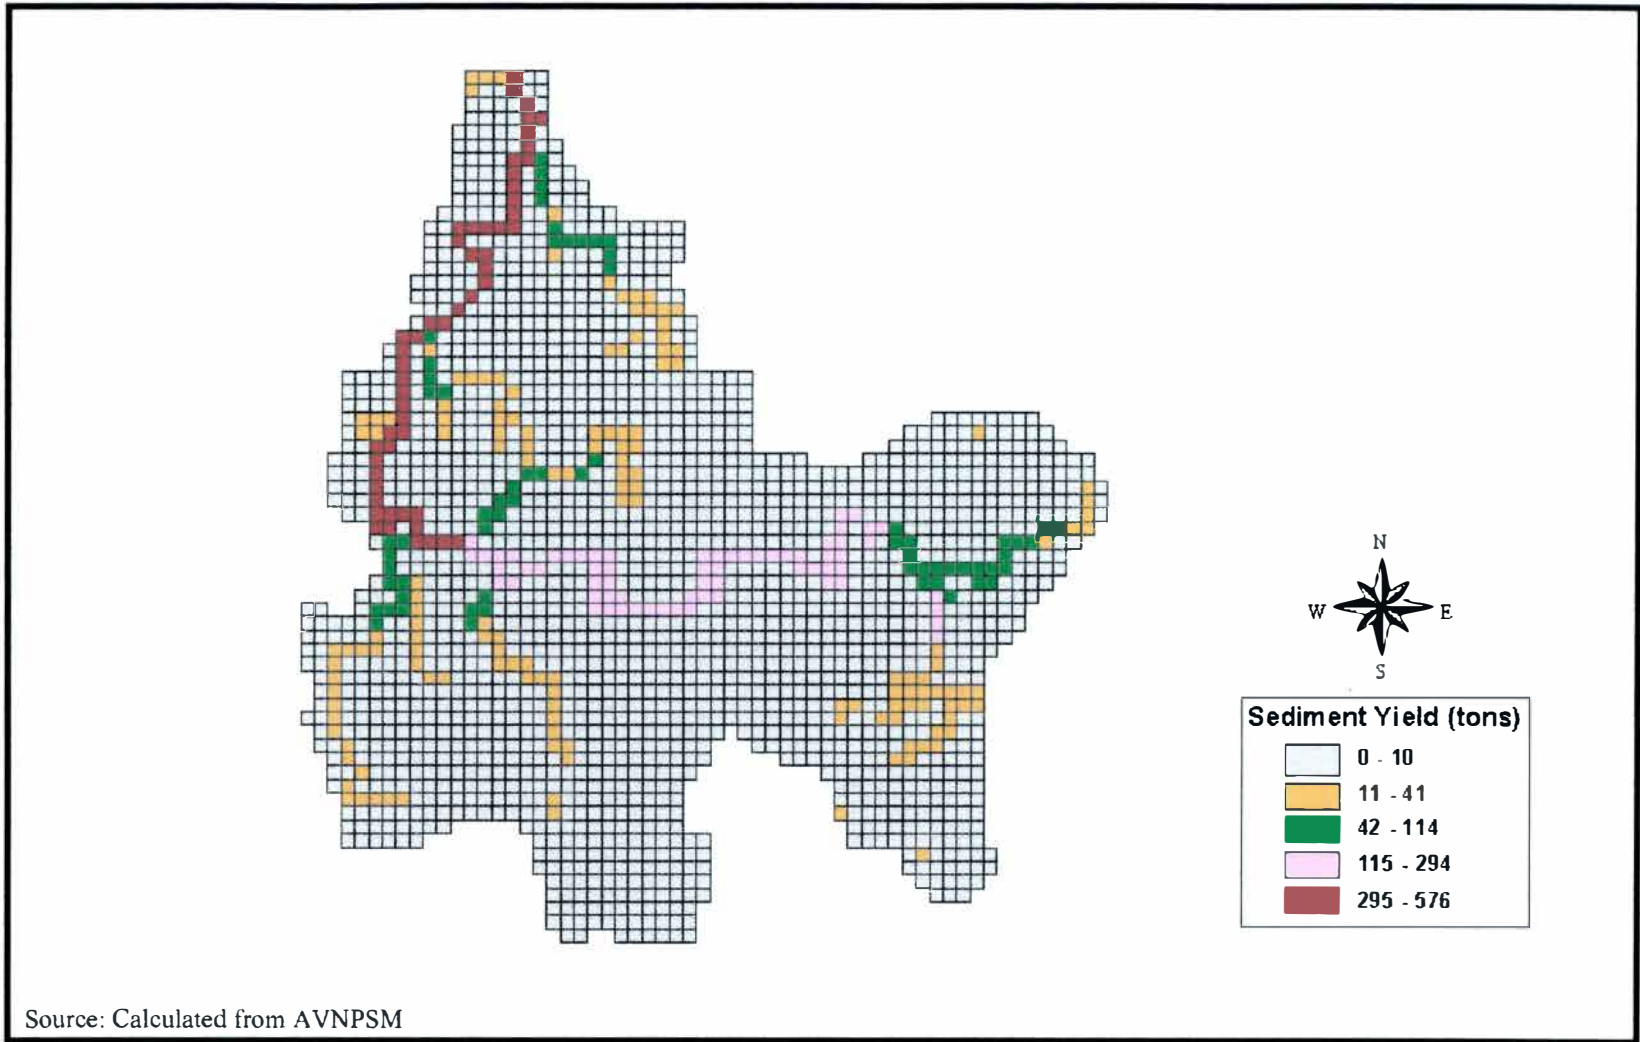 N
W E
S
Sediment Yield (tons)
0 - 10
11 - 41
42 - 114
115 - 294
295 - 576
Source: Calculated from AVNPSM